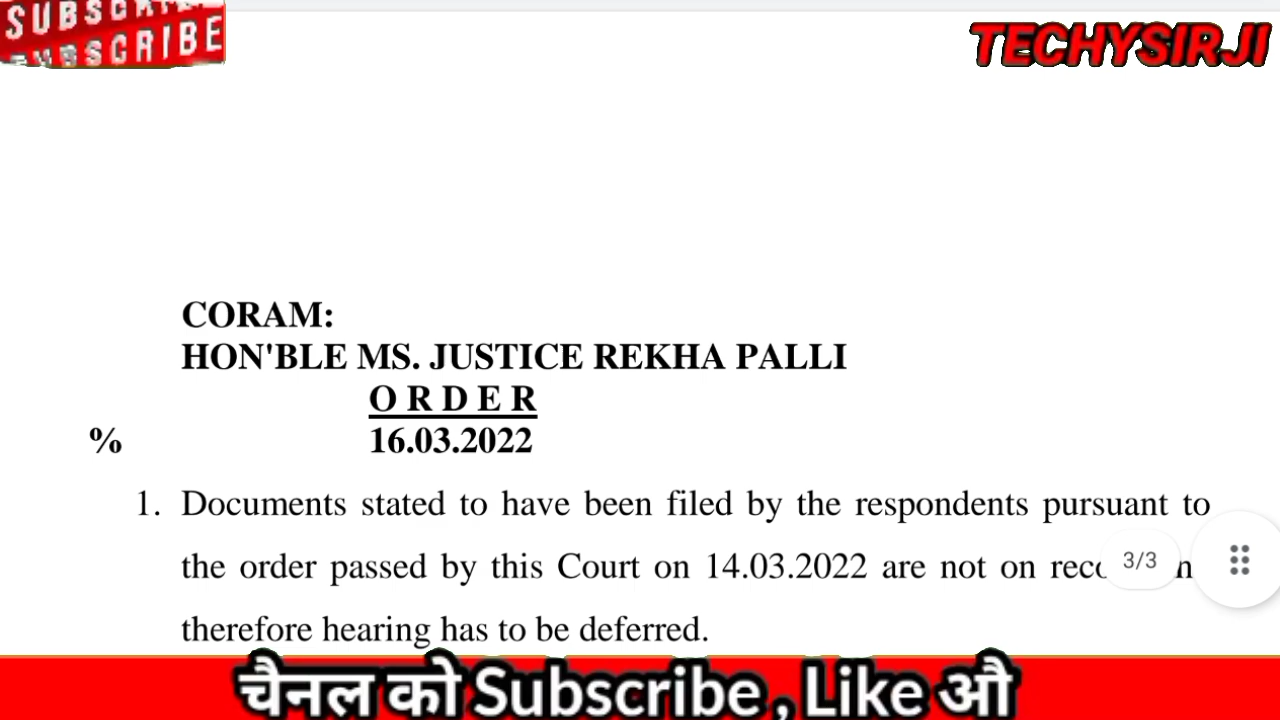 SUBSCRIBE
SUBSCRIBE
TECHYSIRJI
CORAM:
HON'BLE MS. JUSTICE REKHA PALLI
O R D E R
% 16.03.2022
1. Documents stated to have been filed by the respondents pursuant to
the order passed by this Court on 14.03.2022 are not on
3/3
therefore hearing has to be deferred.
चैनल को Subscribe , Like औ